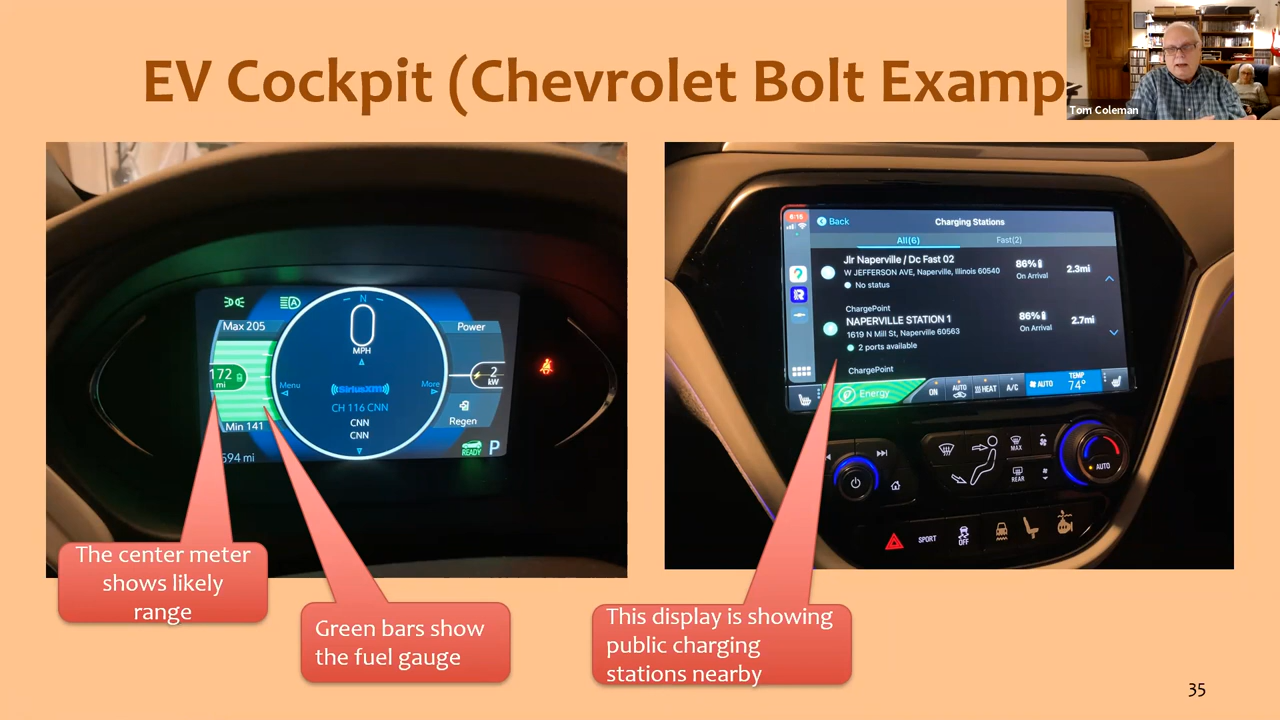 EV Cockpit (Chevrolet Bolt Examp
Tom Coleman
N
0
MPH
Max 205
172
mi
Min 141
594 mi
Menu
SiriusXM
More
CH 116 CNN
CNN
CNN
Power
2
kW
Regen
READY
P
6:16
Back
Charging Stations
All(6)
Fast(2)
Jlr Naperville / Dc Fast 02
W JEFFERSON AVE, Naperville, Illinois 60540
No status
86%
On Arrival
2.3mi
ChargePoint
NAPERVILLE STATION 1
1619 N Mill St, Naperville 60563
2 ports available
86%
On Arrival
2.7mi
ChargePoint
Energy
ON
AUTO
HEAT
A/C
AUTO
TEMP
74°
MAX
REAR
AUTO
SPORT
OFF
The center meter
shows likely
range
Green bars show
the fuel gauge
This display is showing
public charging
stations nearby
35